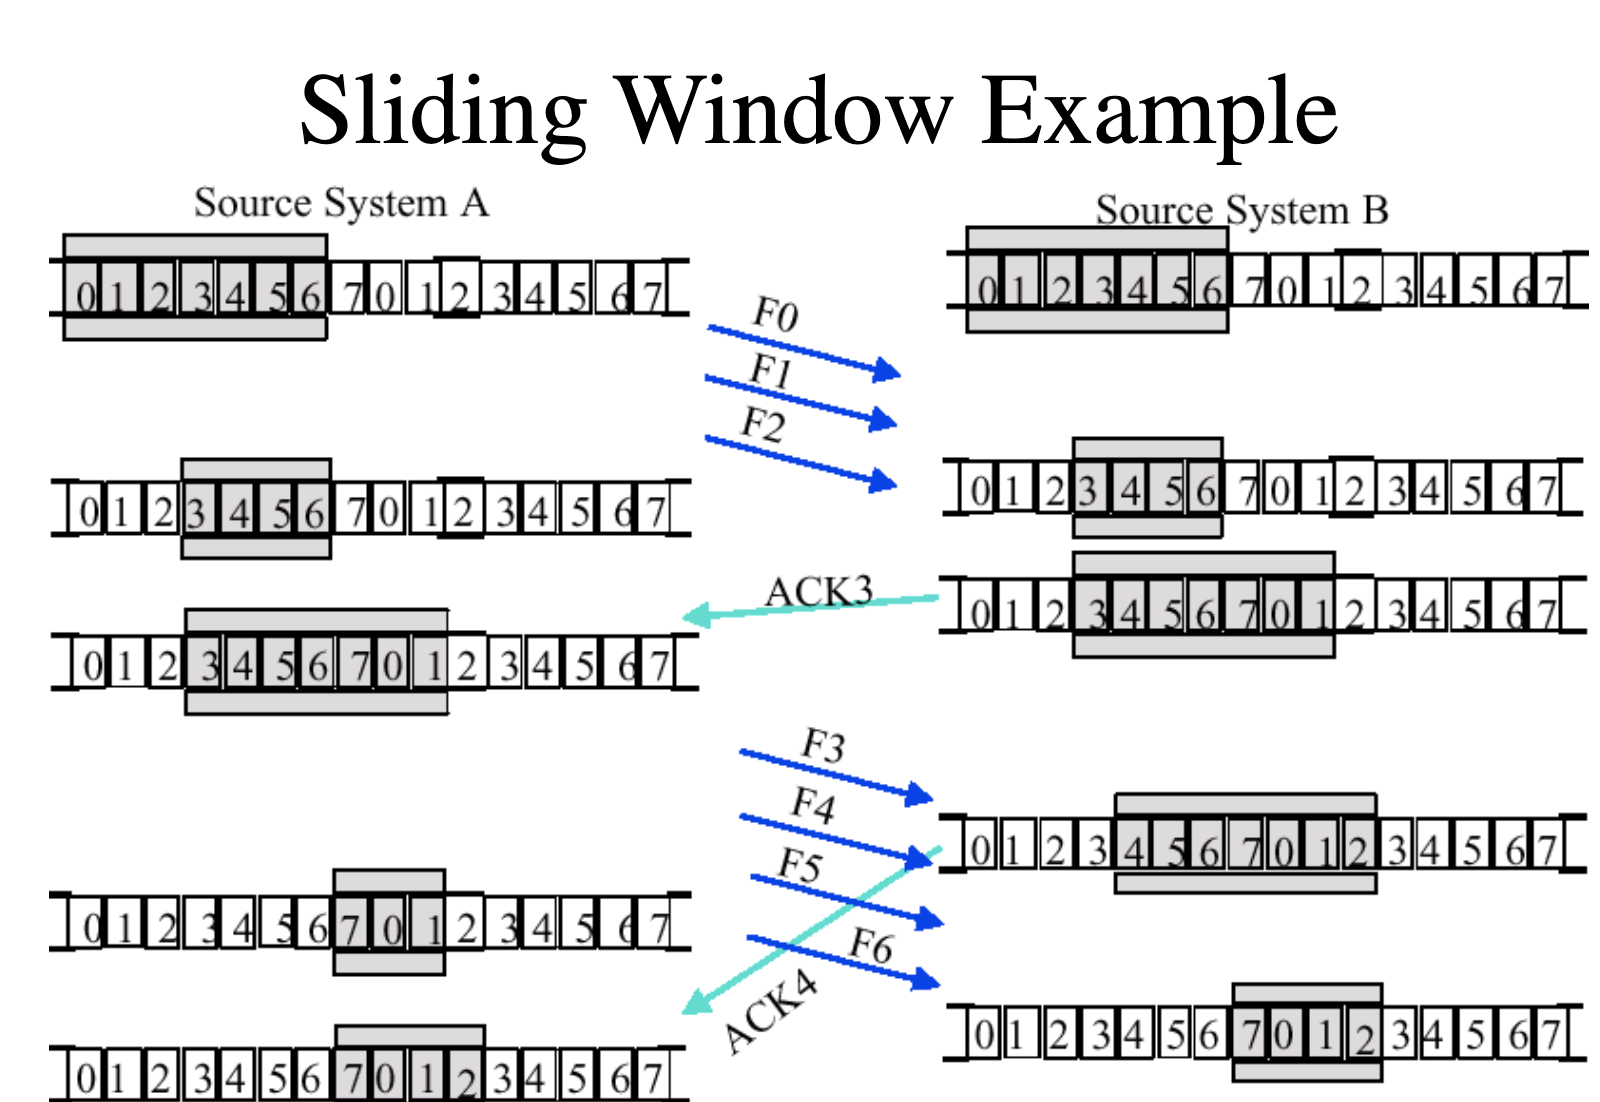 Sliding Window Example
Source System A
Source System B
0 1 2 3 4 5 6 7 0 1 2 3 4 5 6 7
0 1 2 3 4 5 6 7 0 1 2 3 4 5 6 7
F0
F1
F2
0 1 2 3 4 5 6 7 0 1 2 3 4 5 6 7
0 1 2 3 4 5 6 7 0 1 2 3 4 5 6 7
ACK3
0 1 2 3 4 5 6 7 0 1 2 3 4 5 6 7
0 1 2 3 4 5 6 7 0 1 2 3 4 5 6 7
F3
F4
F5
F6
ACK4
0 1 2 3 4 5 6 7 0 1 2 3 4 5 6 7
0 1 2 3 4 5 6 7 0 1 2 3 4 5 6 7
0 1 2 3 4 5 6 7 0 1 2 3 4 5 6 7
0 1 2 3 4 5 6 7 0 1 2 3 4 5 6 7